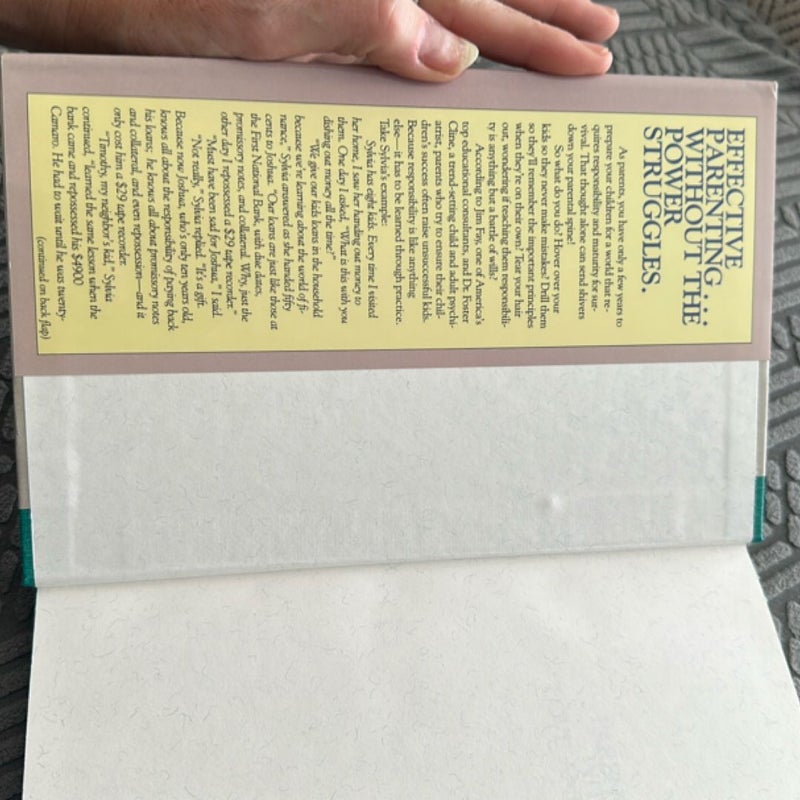 EFFECTIVE
PARENTING . . .
WITHOUT THE
POWER
STRUGGLES.
As parents, you have only a few years to
prepare your children for a world that re-
quires responsibility and maturity for sur-
vival. That thought alone can send shivers
down your parental spine!
So what do you do? Hover over your
kids so they never make mistakes? Drill them
so they'll remember the important principles
when they're on their own? Tear your hair
out, wondering if teaching them responsibili-
ty is anything but a battle of wills?
According to Jim Fay, one of America's
top educational consultants, and Dr. Foster
Cline, a trend-setting child and adult psychi-
atrist, parents who try to ensure their chil-
dren's success often raise unsuccessful kids.
Because responsibility is like anything
else—it has to be learned through practice.
Take Sylvia's example:
Sylvia has eight kids. Every time I visited
her home, I saw her handing out money to
them. One day I asked, "What is this with you
dishing out money all the time?"
"We give our kids loans in the household
because we're learning about the world of fi-
nance," Sylvia answered as she handed fifty
cents to Joshua. "Our loans are just like those at
the First National Bank, with due dates,
promissory notes, and collateral. Why, just the
other day I repossessed a $29 tape recorder."
"Must have been sad for Joshua," I said.
"Not really," Sylvia replied. "It's a gift.
Because now Joshua, who's only ten years old,
knows all about the responsibility of paying back
his loans; he knows all about promissory notes
and collateral, and even repossession—and it
only cost him a $29 tape recorder.
"Timothy, my neighbor's kid," Sylvia
continued, "learned the same lesson when the
bank came and repossessed his $4900
Camaro. He had to wait until he was twenty-
(continued on back flap)